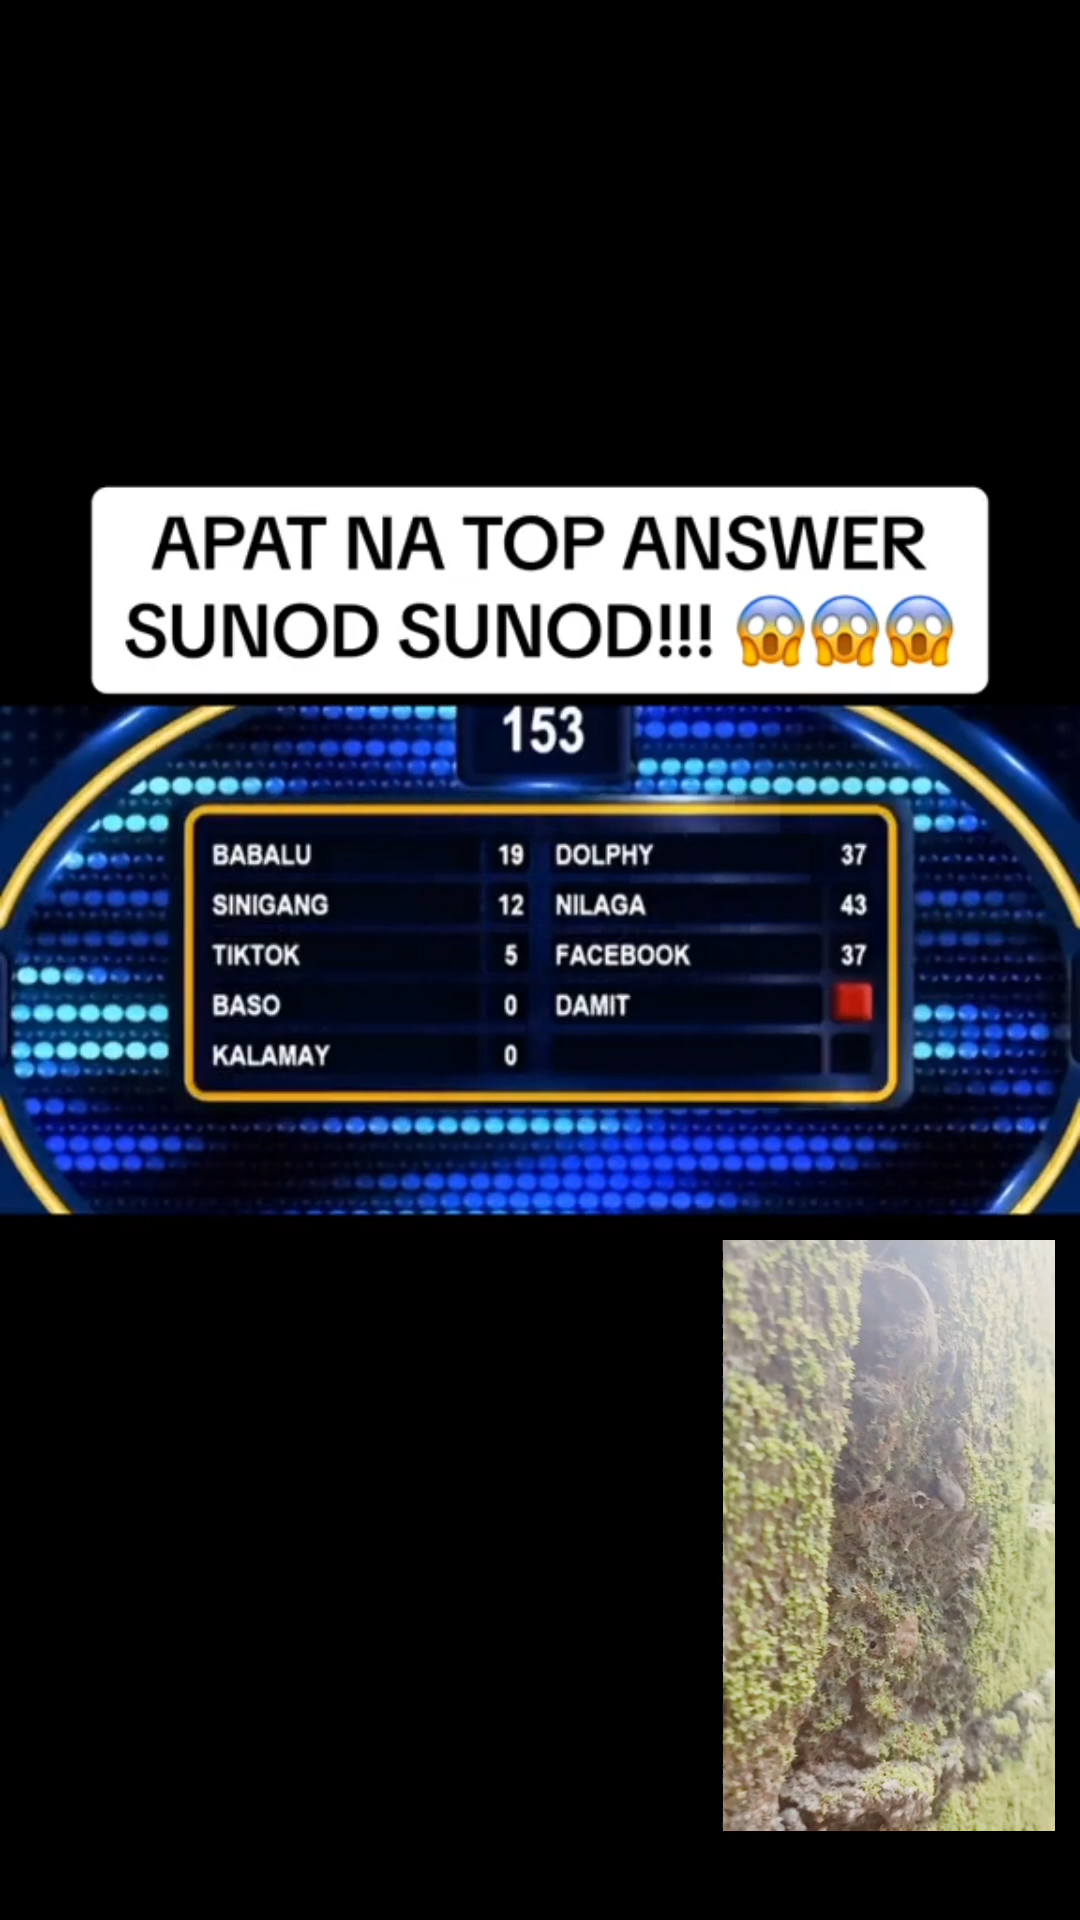 APAT NA TOP ANSWER
SUNOD SUNOD!!! 😱😱😱
153
BABALU 19 DOLPHY 37
SINIGANG 12 NILAGA 43
TIKTOK 5 FACEBOOK 37
BASO 0 DAMIT
KALAMAY 0